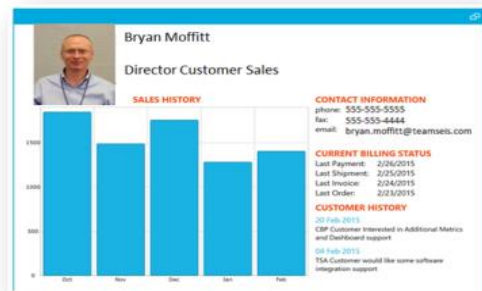 Bryan Moffitt
Director Customer Sales
SALES HISTORY
1500
1000
500
0
Oct
Nov
Dec
Jan
Feb
CONTACT INFORMATION
phone: 555-555-5555
fax: 555-555-4444
email: bryan.moffitt@teamseis.com
CURRENT BILLING STATUS
Last Payment: 2/26/2015
Last Shipment: 2/25/2015
Last Invoice: 2/24/2015
Last Order: 2/23/2015
CUSTOMER HISTORY
20 Feb 2015
CBP Customer Interested in Additional Metrics
and Dashboard support
04 Feb 2015
TSA Customer would like some software
integration support